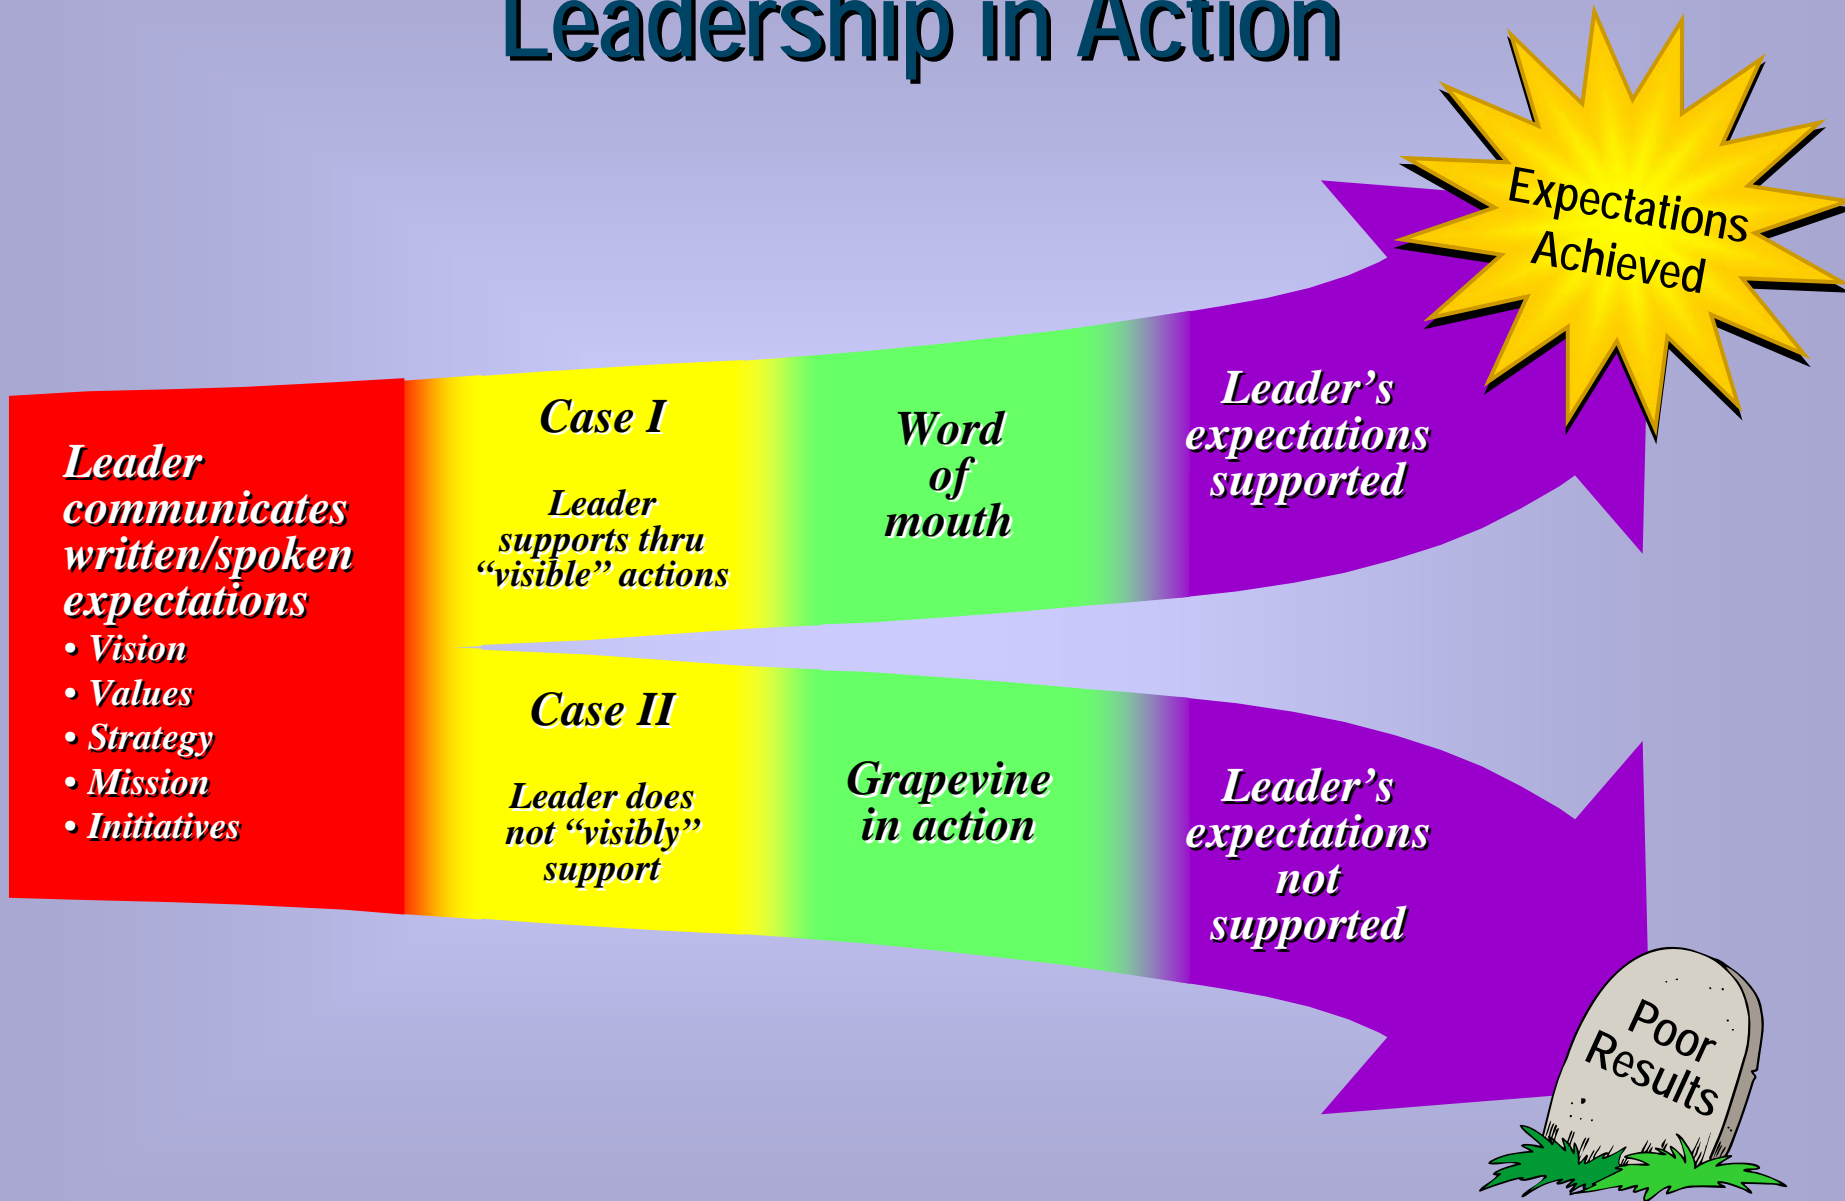 Leadership in Action
Expectations
Achieved
Leader
communicates
written/spoken
expectations
• Vision
• Values
• Strategy
• Mission
• Initiatives
Case I
Leader
supports thru
“visible” actions
Word
of
mouth
Leader’s
expectations
supported
Case II
Leader does
not “visibly”
support
Grapevine
in action
Leader’s
expectations
not
supported
Poor
Results